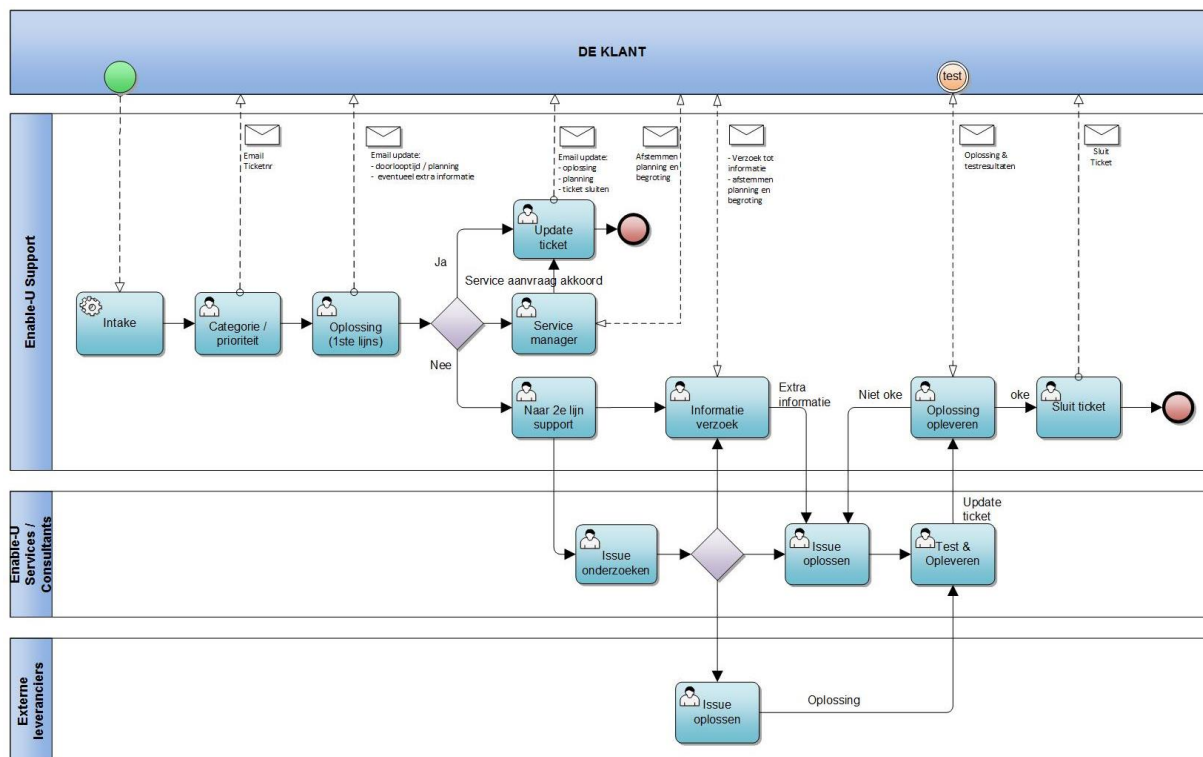 DE KLANT
test
Enable-U Support
Email
Ticketnr
Email update:
- doorlooptijd / planning
- eventueel extra informatie
Email update:
- oplossing
- planning
- ticket sluiten
Afstemmen
planning en
begroting
- Verzoek tot
informatie
- afstemmen
planning en
begroting
Oplossing &
testresultaten
Sluit
Ticket
Update
ticket
Ja
Service aanvraag akkoord
Intake
Categorie /
prioriteit
Oplossing
(1ste lijns)
Service
manager
Nee
Naar 2e lijn
support
Informatie
verzoek
Extra
informatie
Niet oke
Oplossing
opleveren
oke
Sluit ticket
Enable-U
Services /
Consultants
Update
ticket
Issue
onderzoeken
Issue
oplossen
Test &
Opleveren
Externe
leveranciers
Issue
oplossen
Oplossing